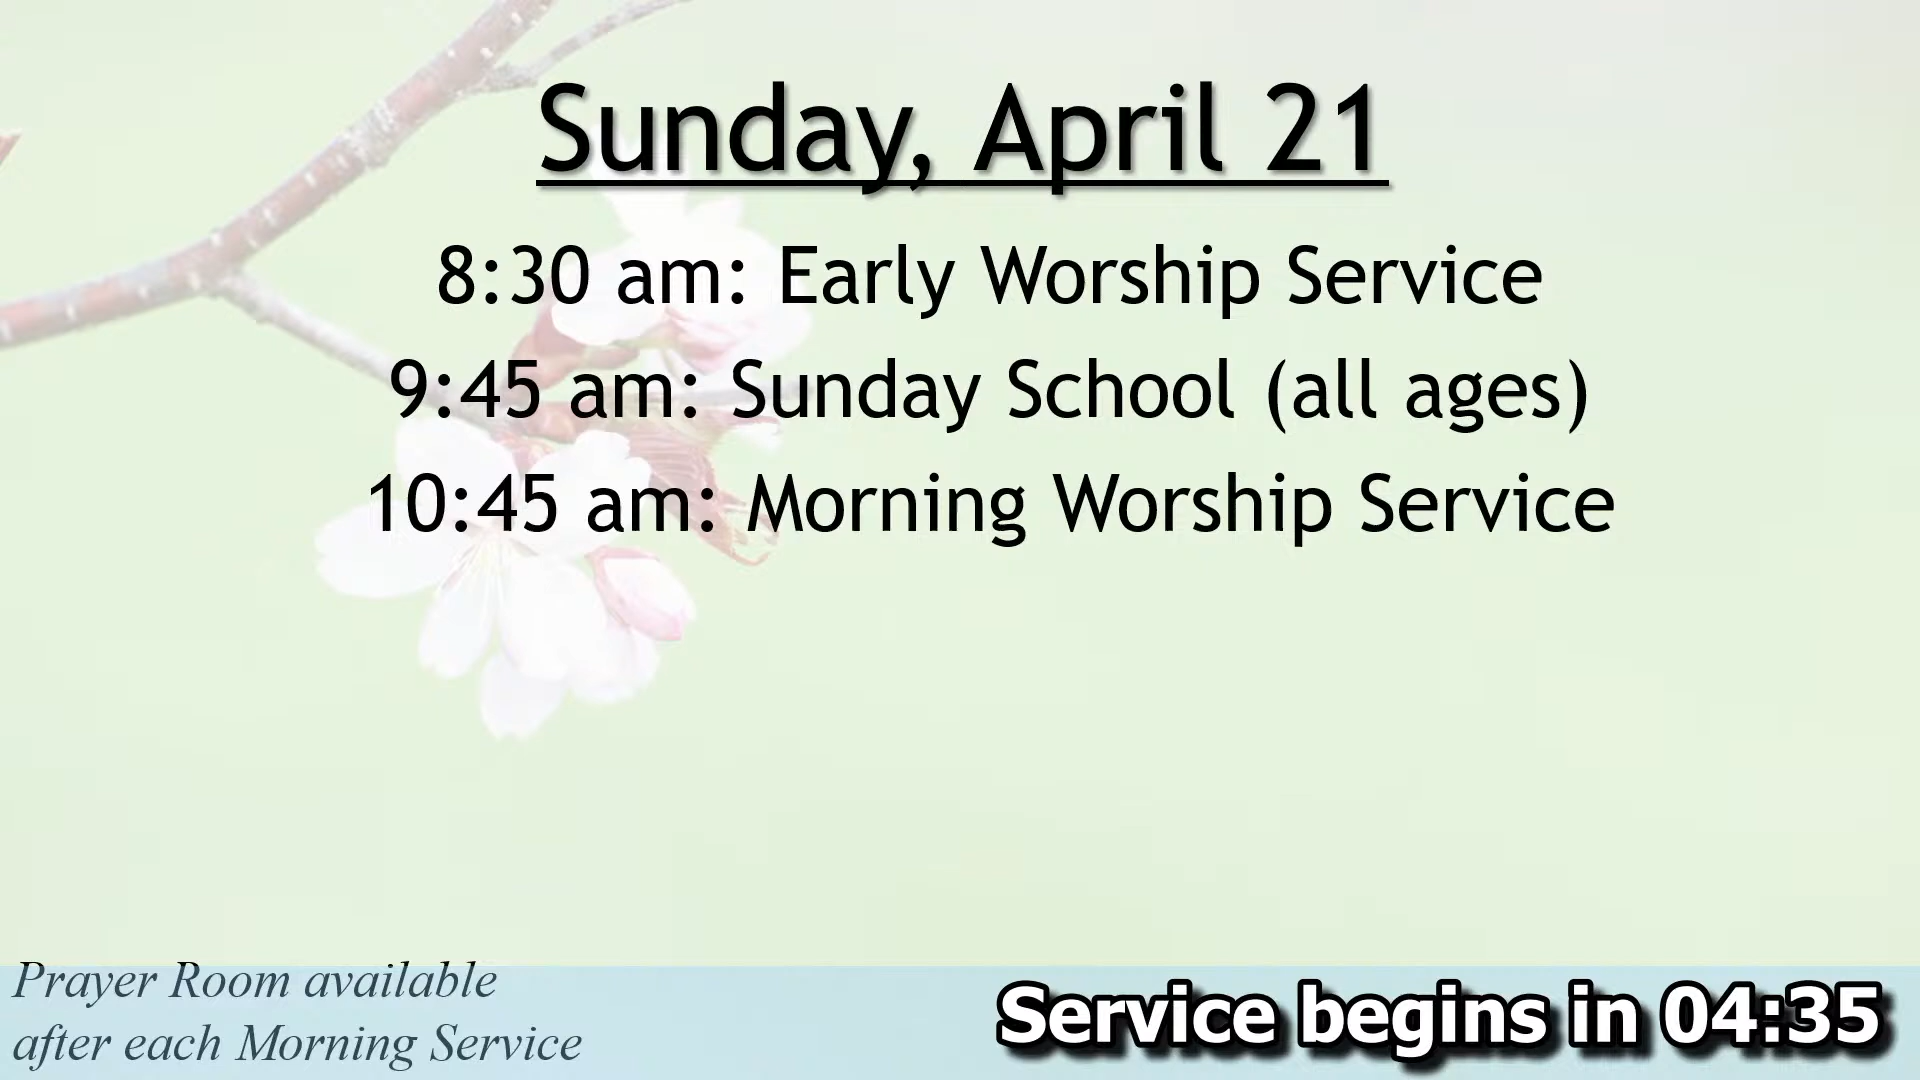 Sunday, April 21
8:30 am: Early Worship Service
9:45 am: Sunday School (all ages)
10:45 am: Morning Worship Service
Prayer Room available
after each Morning Service
Service begins in 04:35